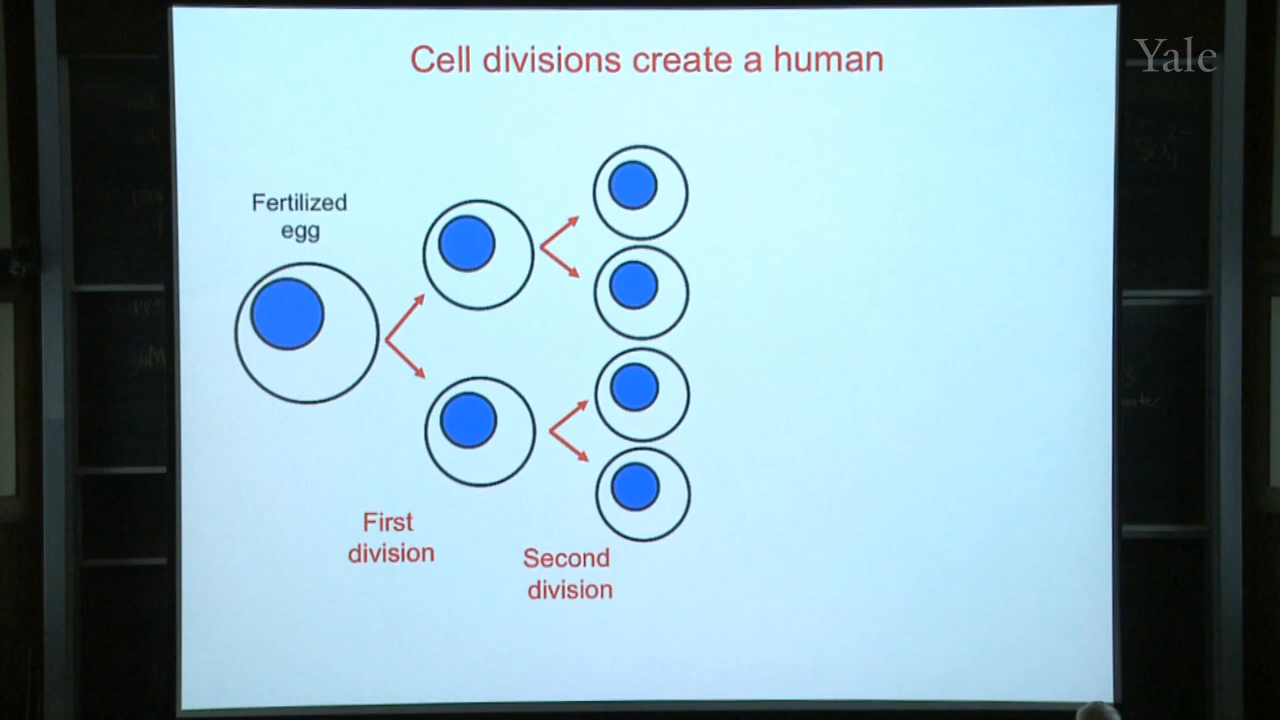 Cell divisions create a human
Yale
Fertilized
egg
First
division
Second
division